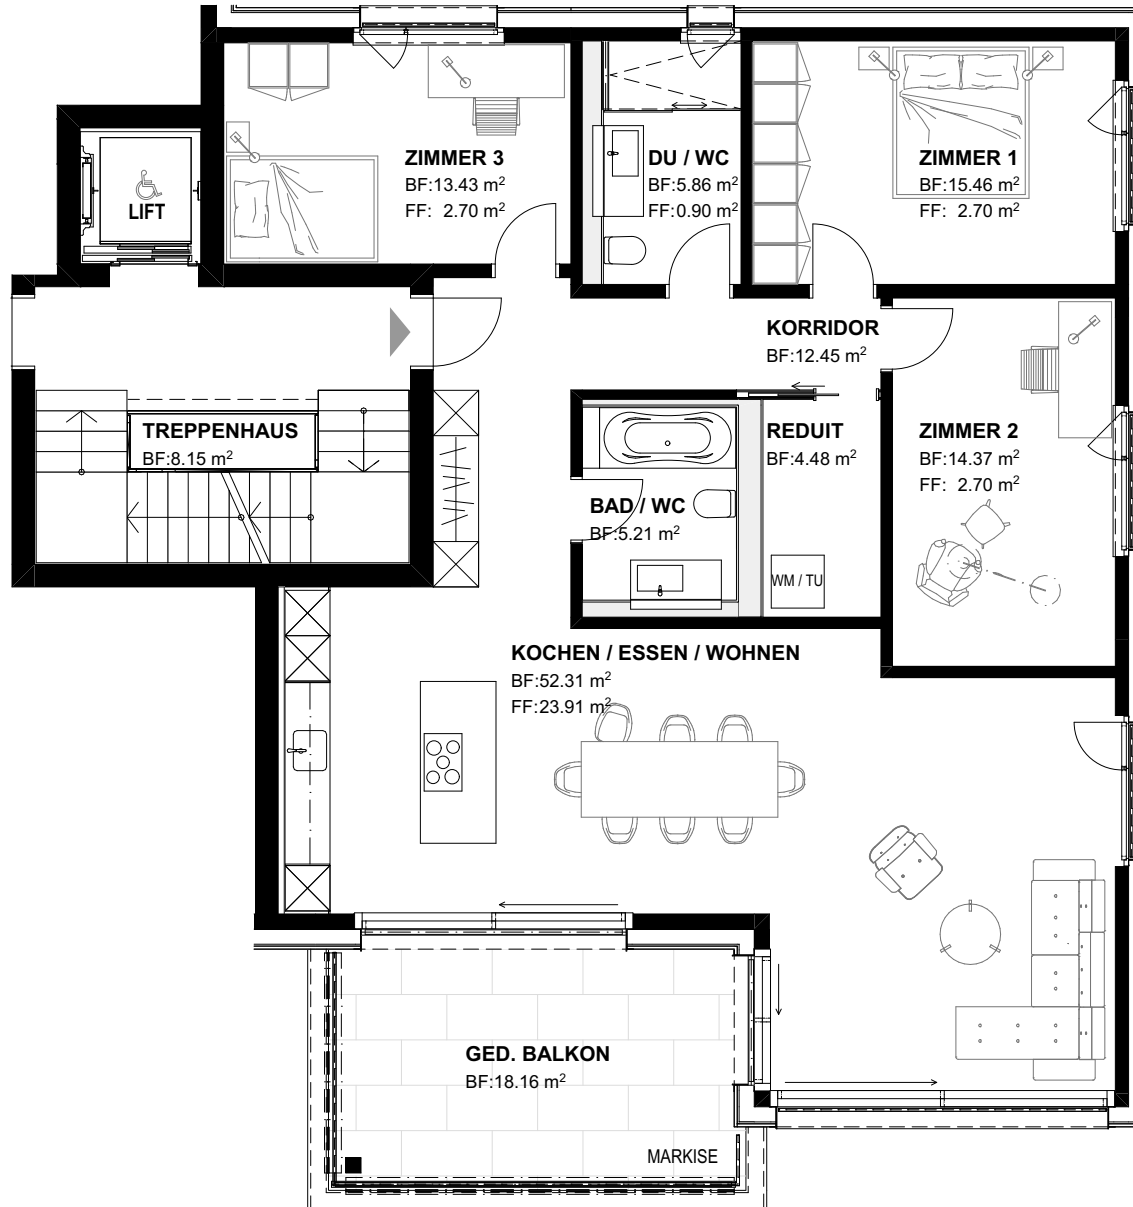 ZIMMER 3
BF:13.43 m²
FF: 2.70 m²
DU / WC
BF:5.86 m²
FF:0.90 m²
ZIMMER 1
BF:15.46 m²
FF: 2.70 m²
LIFT
KORRIDOR
BF:12.45 m²
TREPPENHAUS
BF:8.15 m²
REDUIT
BF:4.48 m²
ZIMMER 2
BF:14.37 m²
FF: 2.70 m²
BAD / WC
BF:5.21 m²
WM / TU
KOCHEN / ESSEN / WOHNEN
BF:52.31 m²
FF:23.91 m²
GED. BALKON
BF:18.16 m²
MARKISE